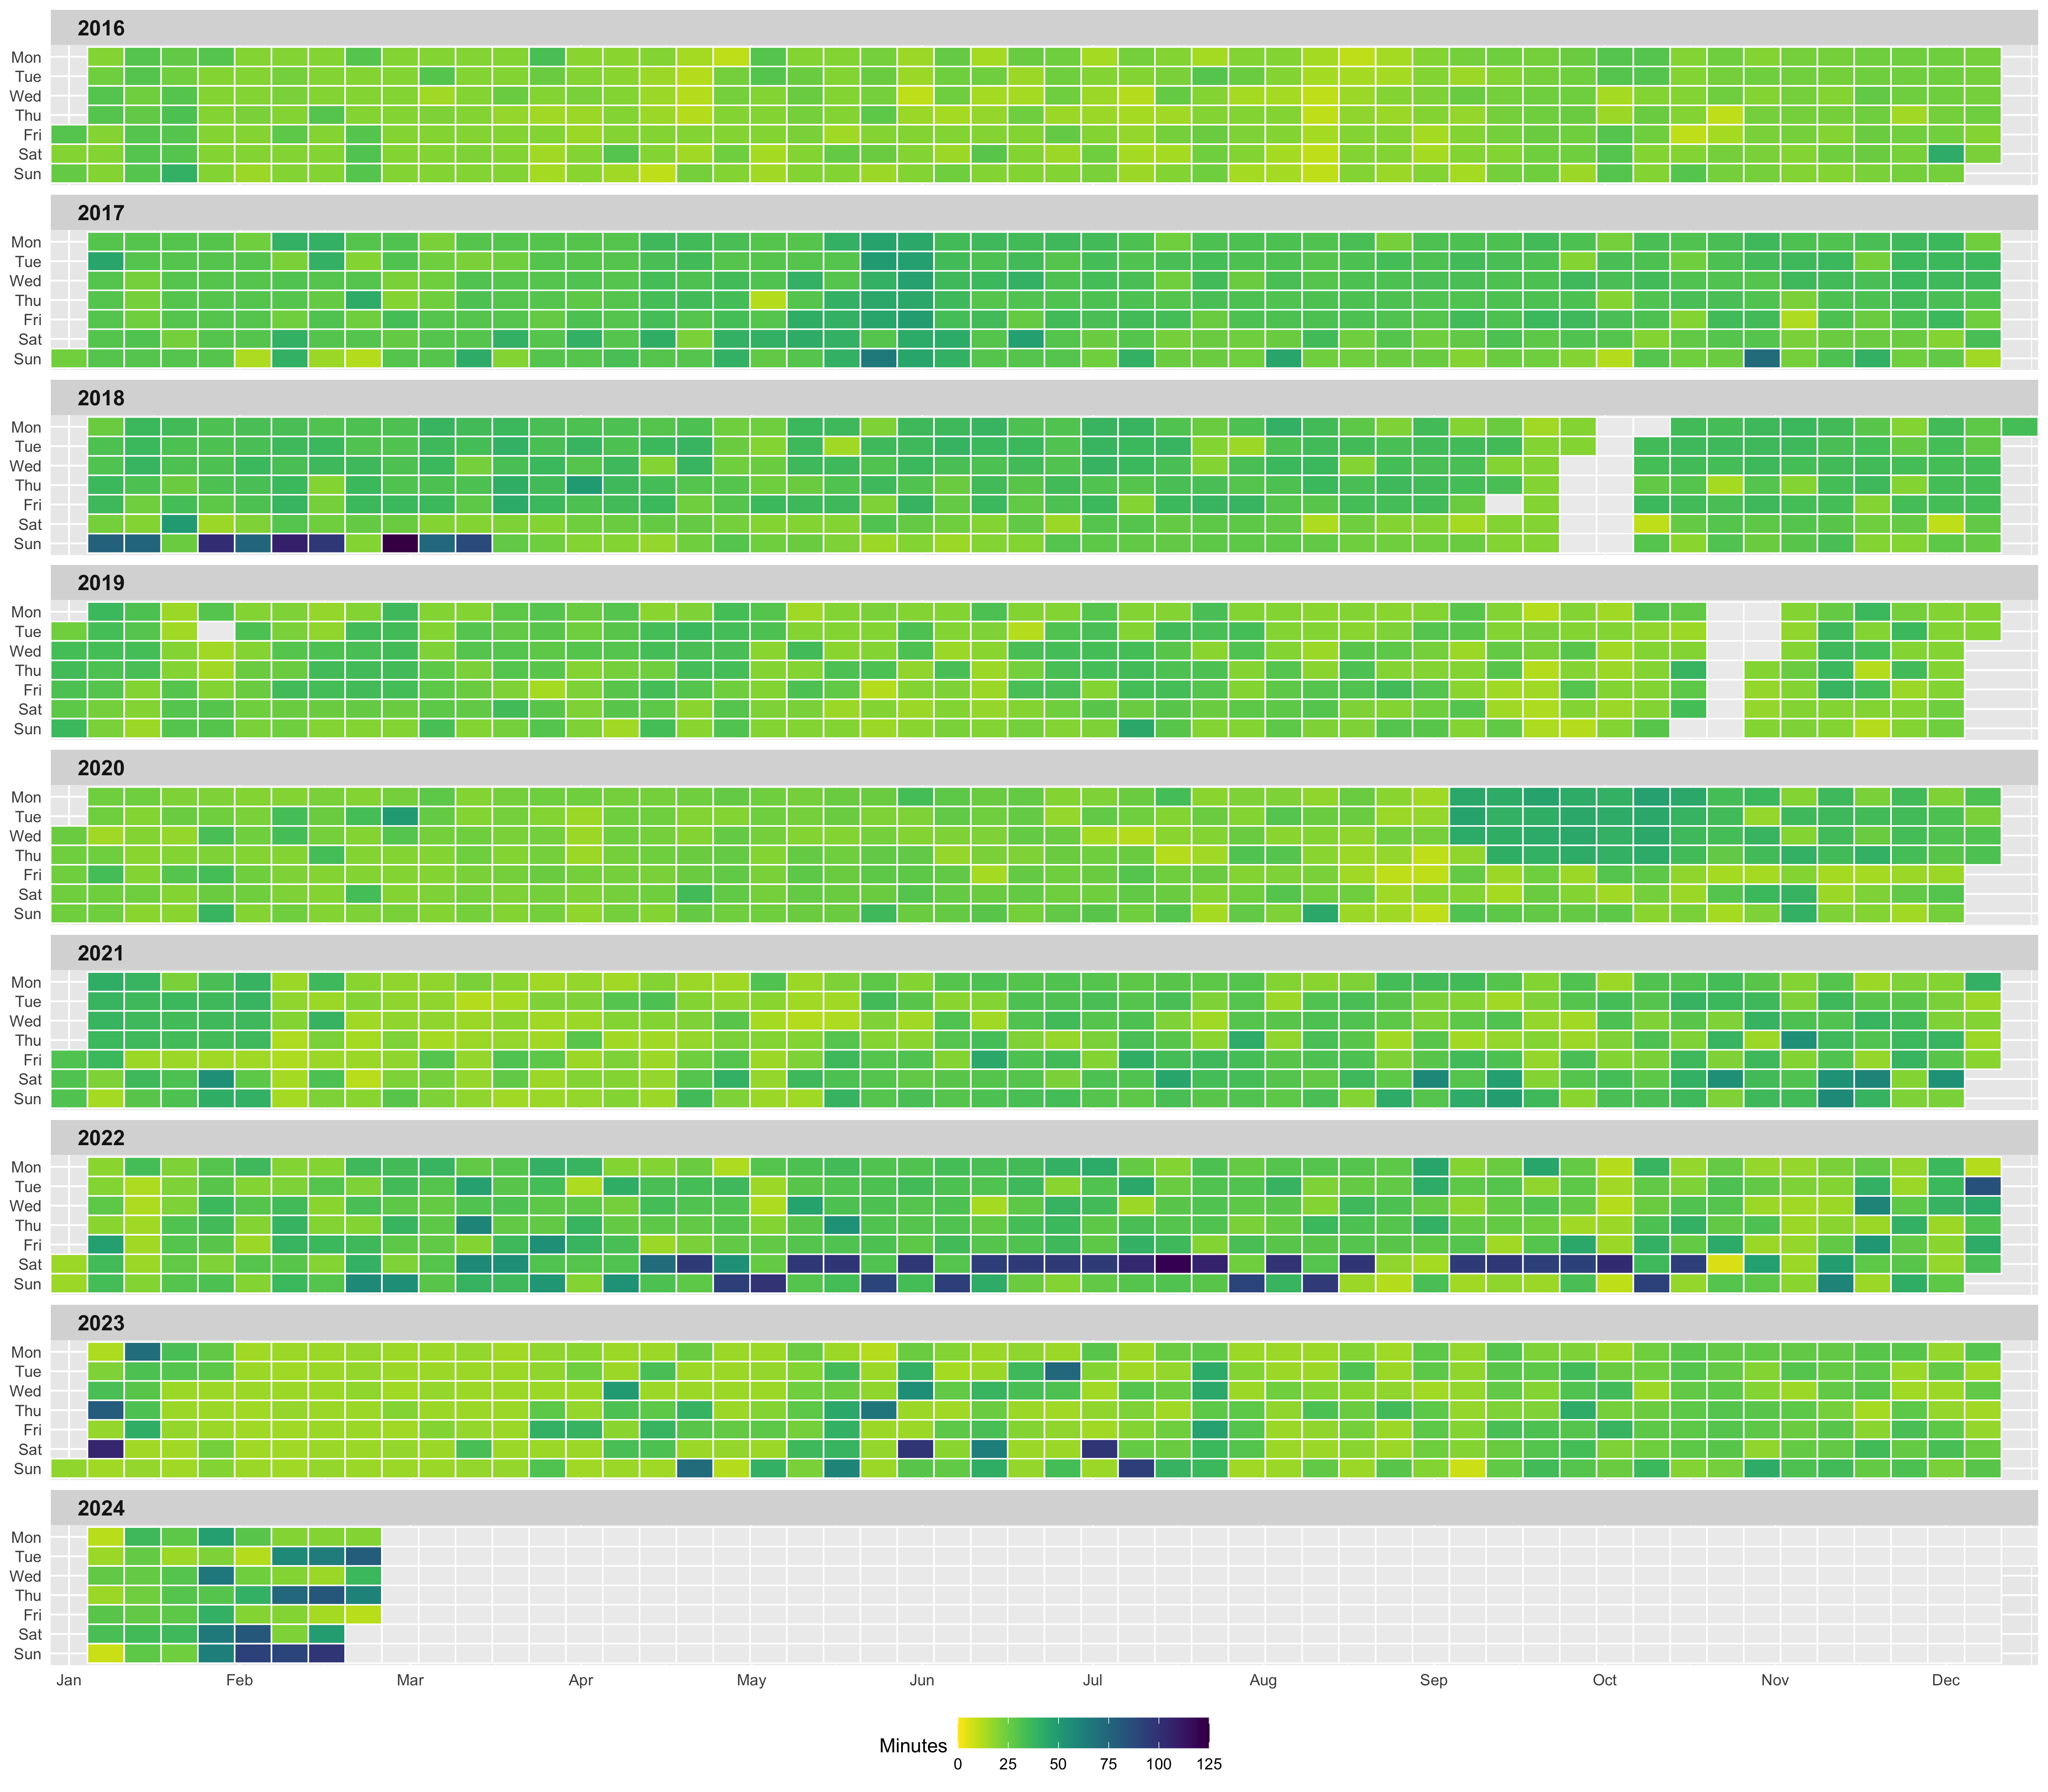 2016
Mon
Tue
Wed
Thu
Fri
Sat
Sun
2017
Mon
Tue
Wed
Thu
Fri
Sat
Sun
2018
Mon
Tue
Wed
Thu
Fri
Sat
Sun
2019
Mon
Tue
Wed
Thu
Fri
Sat
Sun
2020
Mon
Tue
Wed
Thu
Fri
Sat
Sun
2021
Mon
Tue
Wed
Thu
Fri
Sat
Sun
2022
Mon
Tue
Wed
Thu
Fri
Sat
Sun
2023
Mon
Tue
Wed
Thu
Fri
Sat
Sun
2024
Mon
Tue
Wed
Thu
Fri
Sat
Sun
Jan Feb Mar Apr May Jun Jul Aug Sep Oct Nov Dec
Minutes
0 25 50 75 100 125